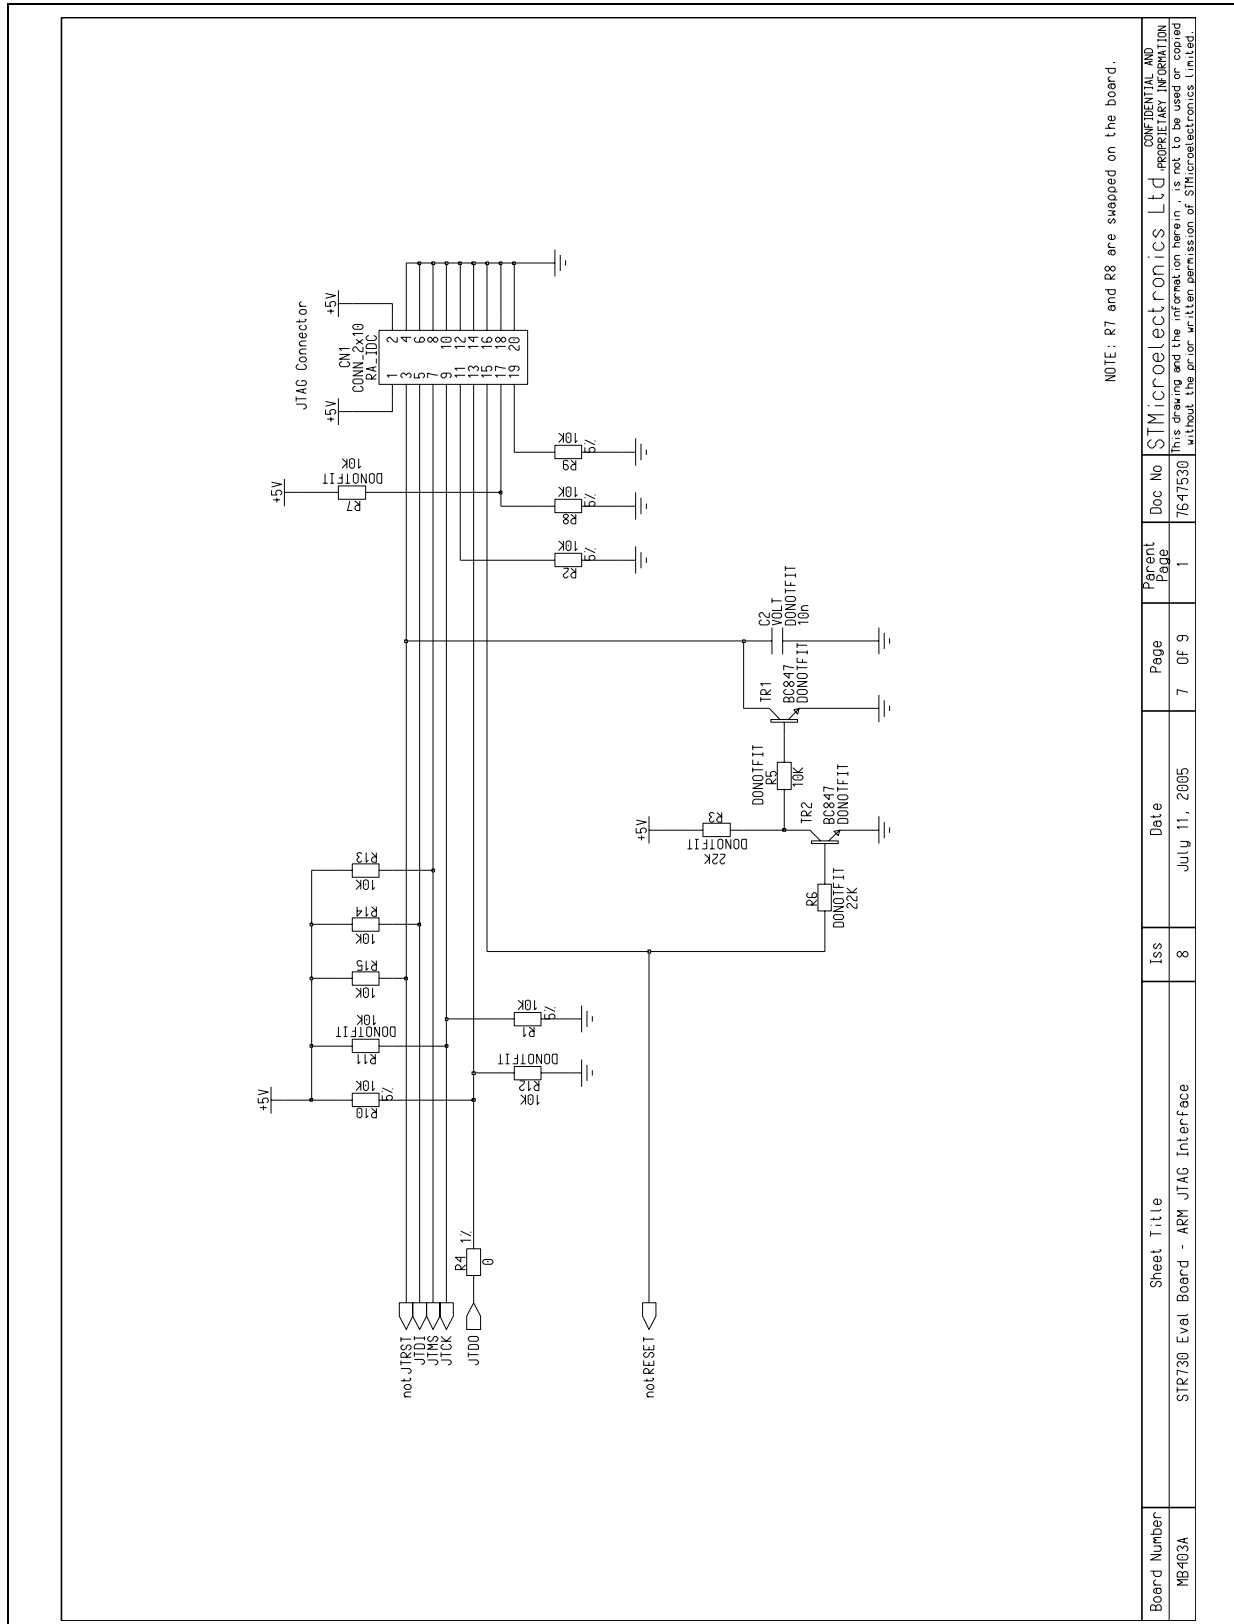 JTAG Connector
+5V
+5V
CN1
CONN_2x10
RA_IDC
1 2
3 4
5 6
7 8
9 10
11 12
13 14
15 16
17 18
19 20
+5V
R7
10K
DONOTFIT
R9
10K
5%
R8
10K
5%
R2
10K
5%
+5V
R10
10K
5%
R11
10K
DONOTFIT
R15
10K
R14
10K
R13
10K
R12
10K
DONOTFIT
R1
10K
5%
R4
1%
0
notJTRST
JTDI
JTMS
JTCK
JTDO
notRESET
+5V
R3
22K
DONOTFIT
DONOTFIT
R5
10K
R6
DONOTFIT
22K
TR2
BC847
DONOTFIT
TR1
BC847
DONOTFIT
C2
VOLT
DONOTFIT
10n
NOTE: R7 and R8 are swapped on the board.
Board Number
MB403A
Sheet Title
STR730 Eval Board - ARM JTAG Interface
Iss
8
Date
July 11, 2005
Page
7 Of 9
Parent
Page
1
Doc No
7647530
STMicroelectronics Ltd.
CONFIDENTIAL AND
PROPRIETARY INFORMATION
This drawing and the information herein, is not to be used or copied
without the prior written permission of STMicroelectronics limited.